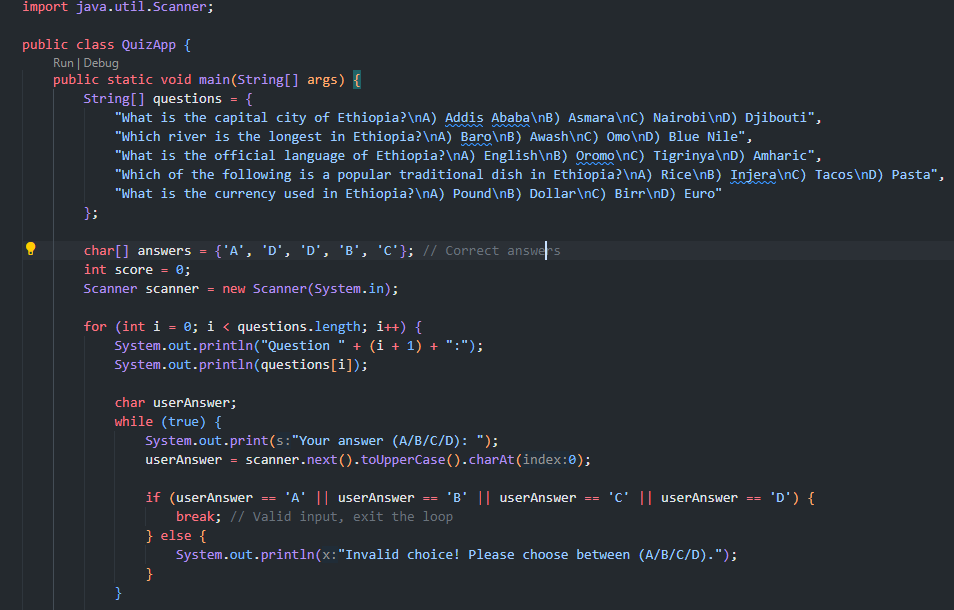 import java.util.Scanner;
public class QuizApp {
Run | Debug
public static void main(String[] args) {
String[] questions = {
"What is the capital city of Ethiopia?\nA) Addis Ababa\nB) Asmara\nC) Nairobi\nD) Djibouti",
"Which river is the longest in Ethiopia?\nA) Baro\nB) Awash\nC) Omo\nD) Blue Nile",
"What is the official language of Ethiopia?\nA) English\nB) Oromo\nC) Tigrinya\nD) Amharic",
"Which of the following is a popular traditional dish in Ethiopia?\nA) Rice\nB) Injera\nC) Tacos\nD) Pasta",
"What is the currency used in Ethiopia?\nA) Pound\nB) Dollar\nC) Birr\nD) Euro"
};
char[] answers = {'A', 'D', 'D', 'B', 'C'}; // Correct answers
int score = 0;
Scanner scanner = new Scanner(System.in);
for (int i = 0; i < questions.length; i++) {
System.out.println("Question " + (i + 1) + ":");
System.out.println(questions[i]);
char userAnswer;
while (true) {
System.out.print(s:"Your answer (A/B/C/D): ");
userAnswer = scanner.next().toUpperCase().charAt(index:0);
if (userAnswer == 'A' || userAnswer == 'B' || userAnswer == 'C' || userAnswer == 'D') {
break; // Valid input, exit the loop
} else {
System.out.println(x:"Invalid choice! Please choose between (A/B/C/D).");
}
}